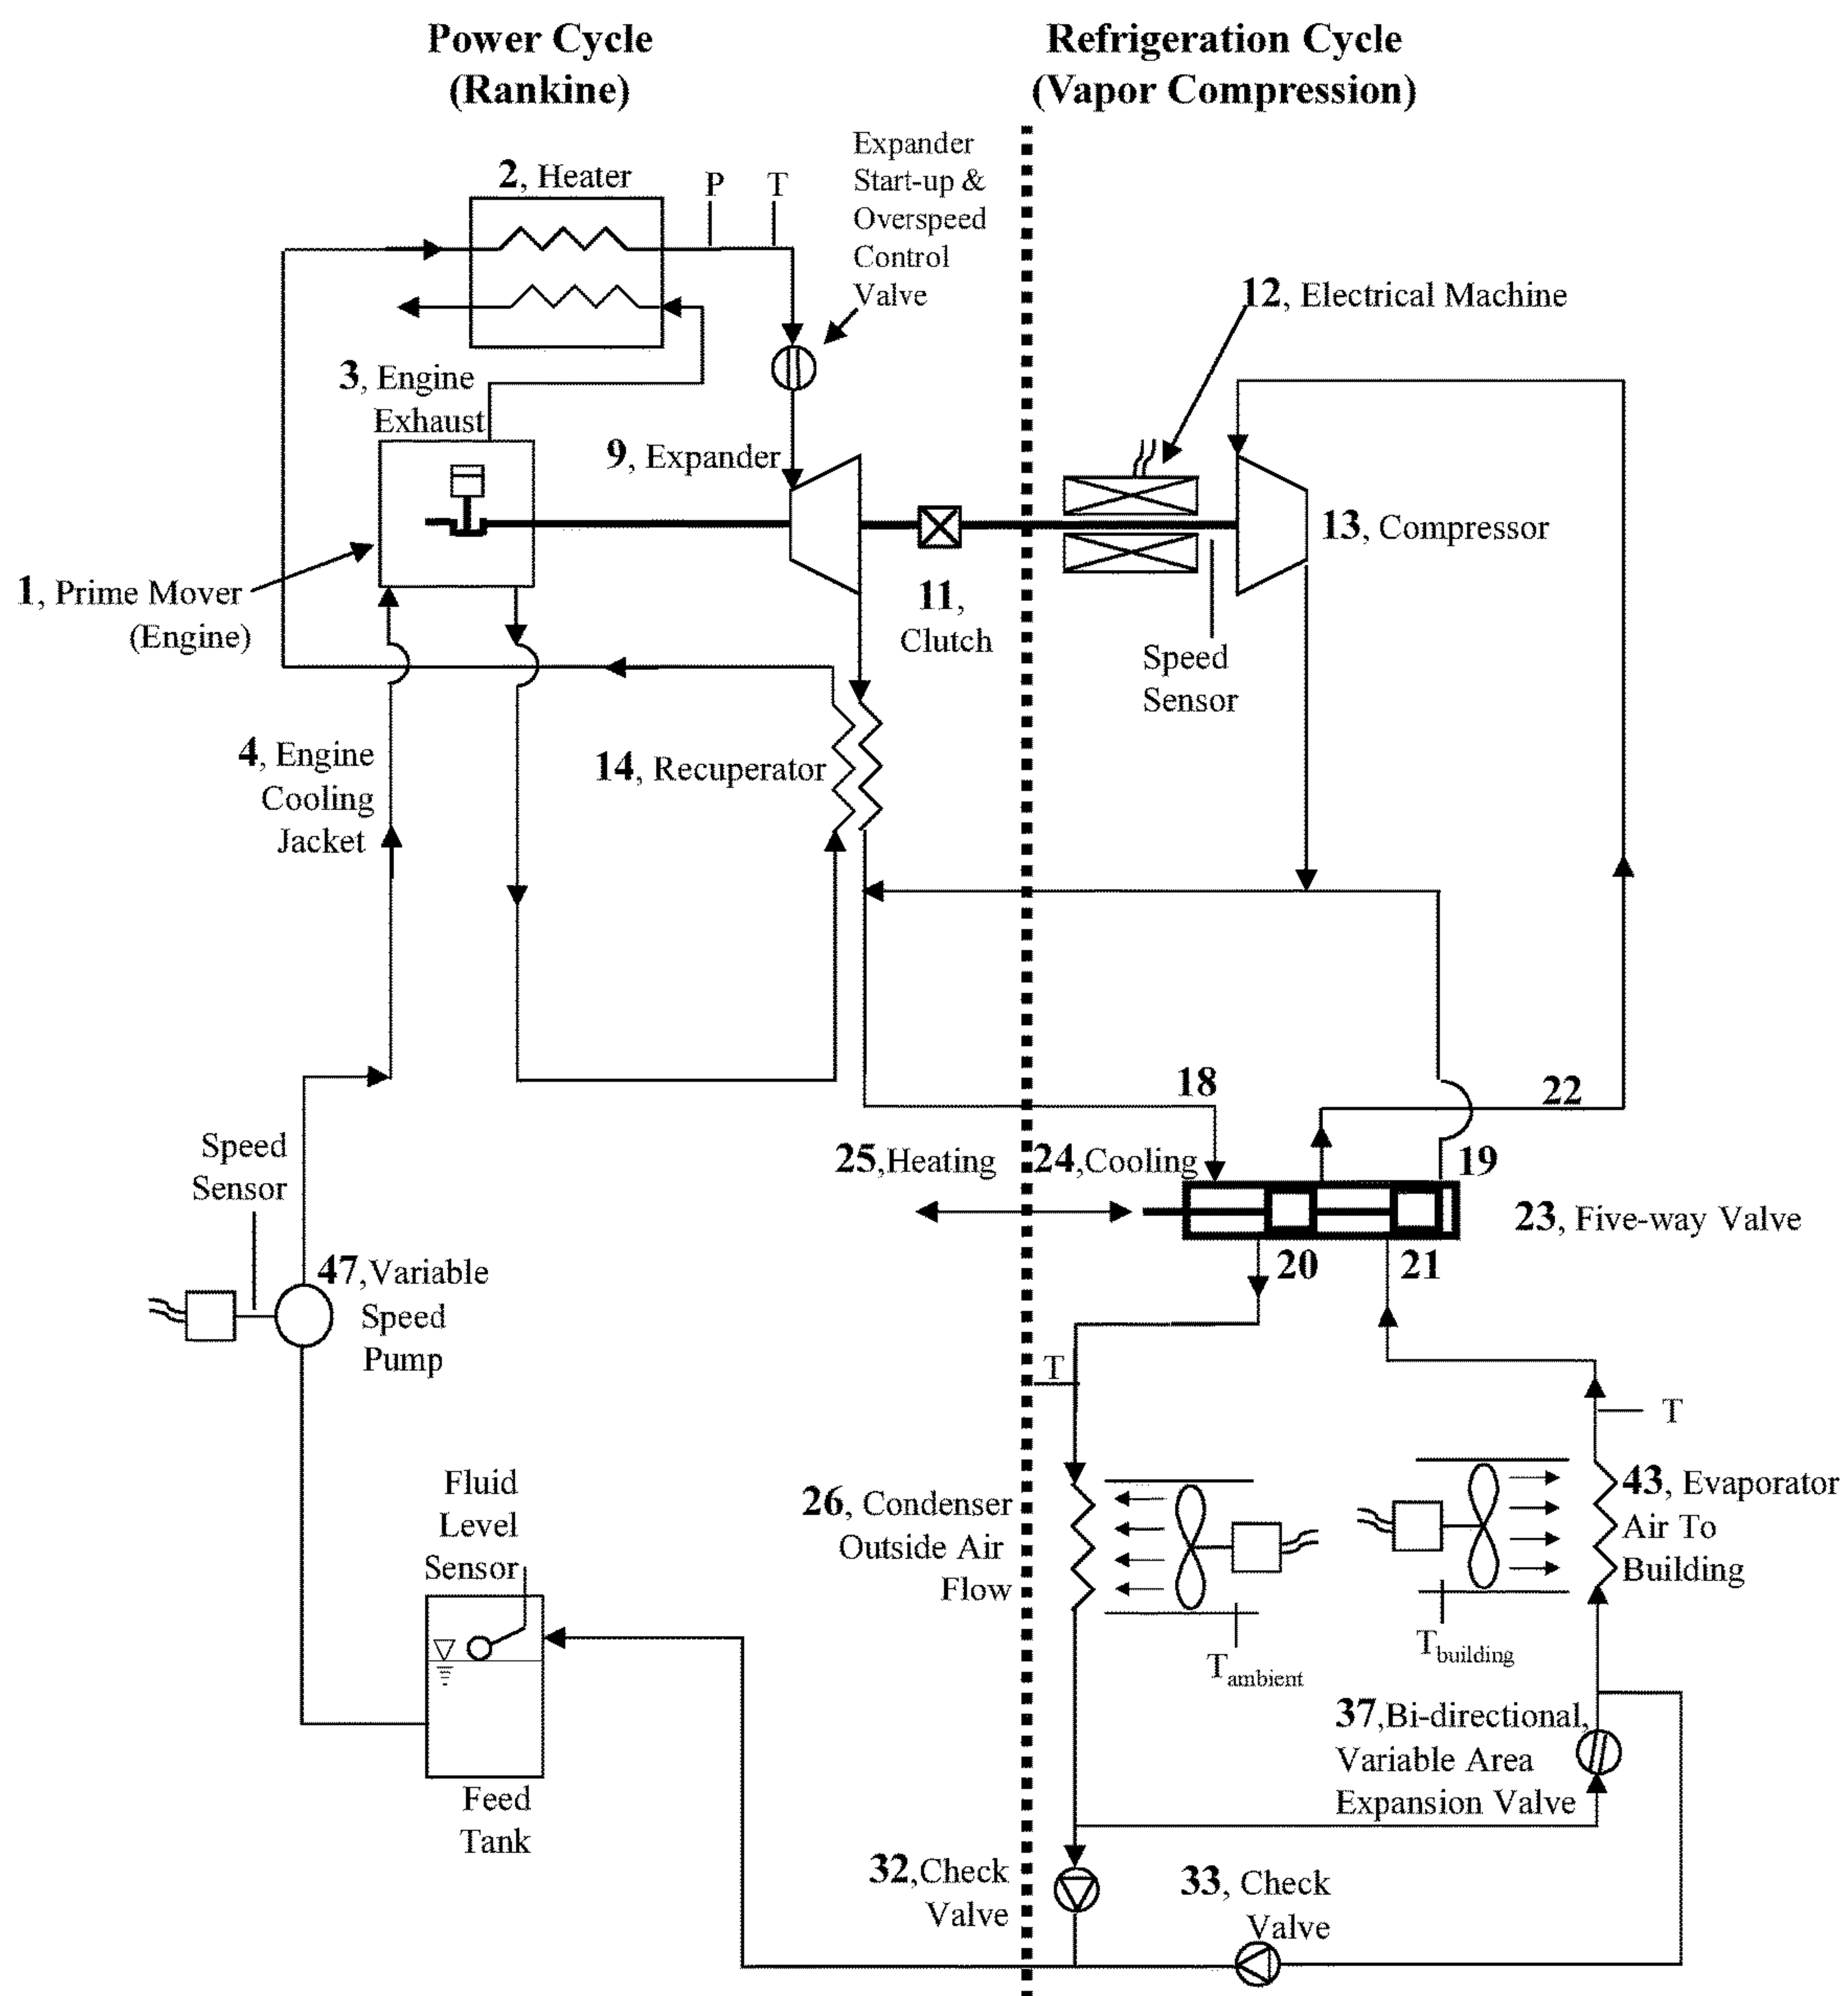 Power Cycle
(Rankine)
Refrigeration Cycle
(Vapor Compression)
Expander
Start-up &
Overspeed
Control
Valve
2, Heater
P
T
12, Electrical Machine
3, Engine
Exhaust
9, Expander
13, Compressor
1, Prime Mover
(Engine)
11,
Clutch
Speed
Sensor
4, Engine
Cooling
Jacket
14, Recuperator
18
22
Speed
Sensor
25,Heating
24,Cooling
19
23, Five-way Valve
20
21
47,Variable
Speed
Pump
T
T
Fluid
Level
Sensor
26, Condenser
Outside Air
Flow
43, Evaporator
Air To
Building
Tambient
Tbuilding
37,Bi-directional,
Variable Area
Expansion Valve
Feed
Tank
32,Check
Valve
33, Check
Valve